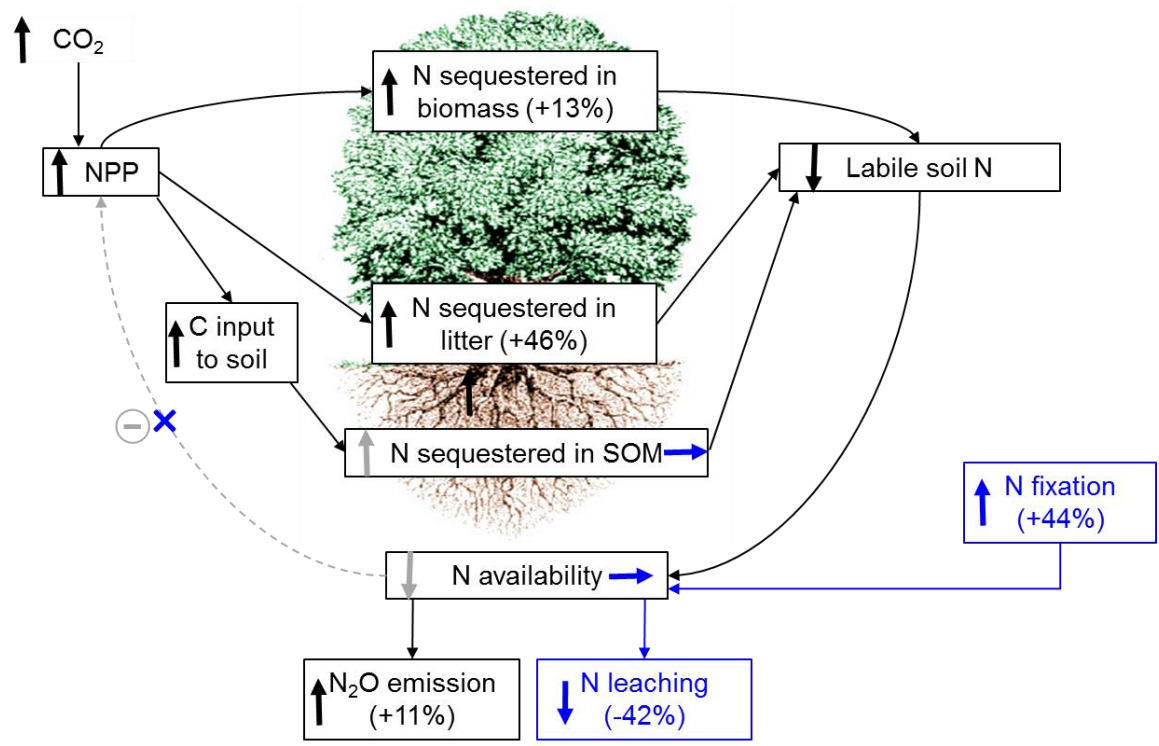 CO₂
N sequestered in
biomass (+13%)
NPP
Labile soil N
C input
to soil
N sequestered in
litter (+46%)
N sequestered in SOM
N fixation
(+44%)
N availability
N₂O emission
(+11%)
N leaching
(-42%)